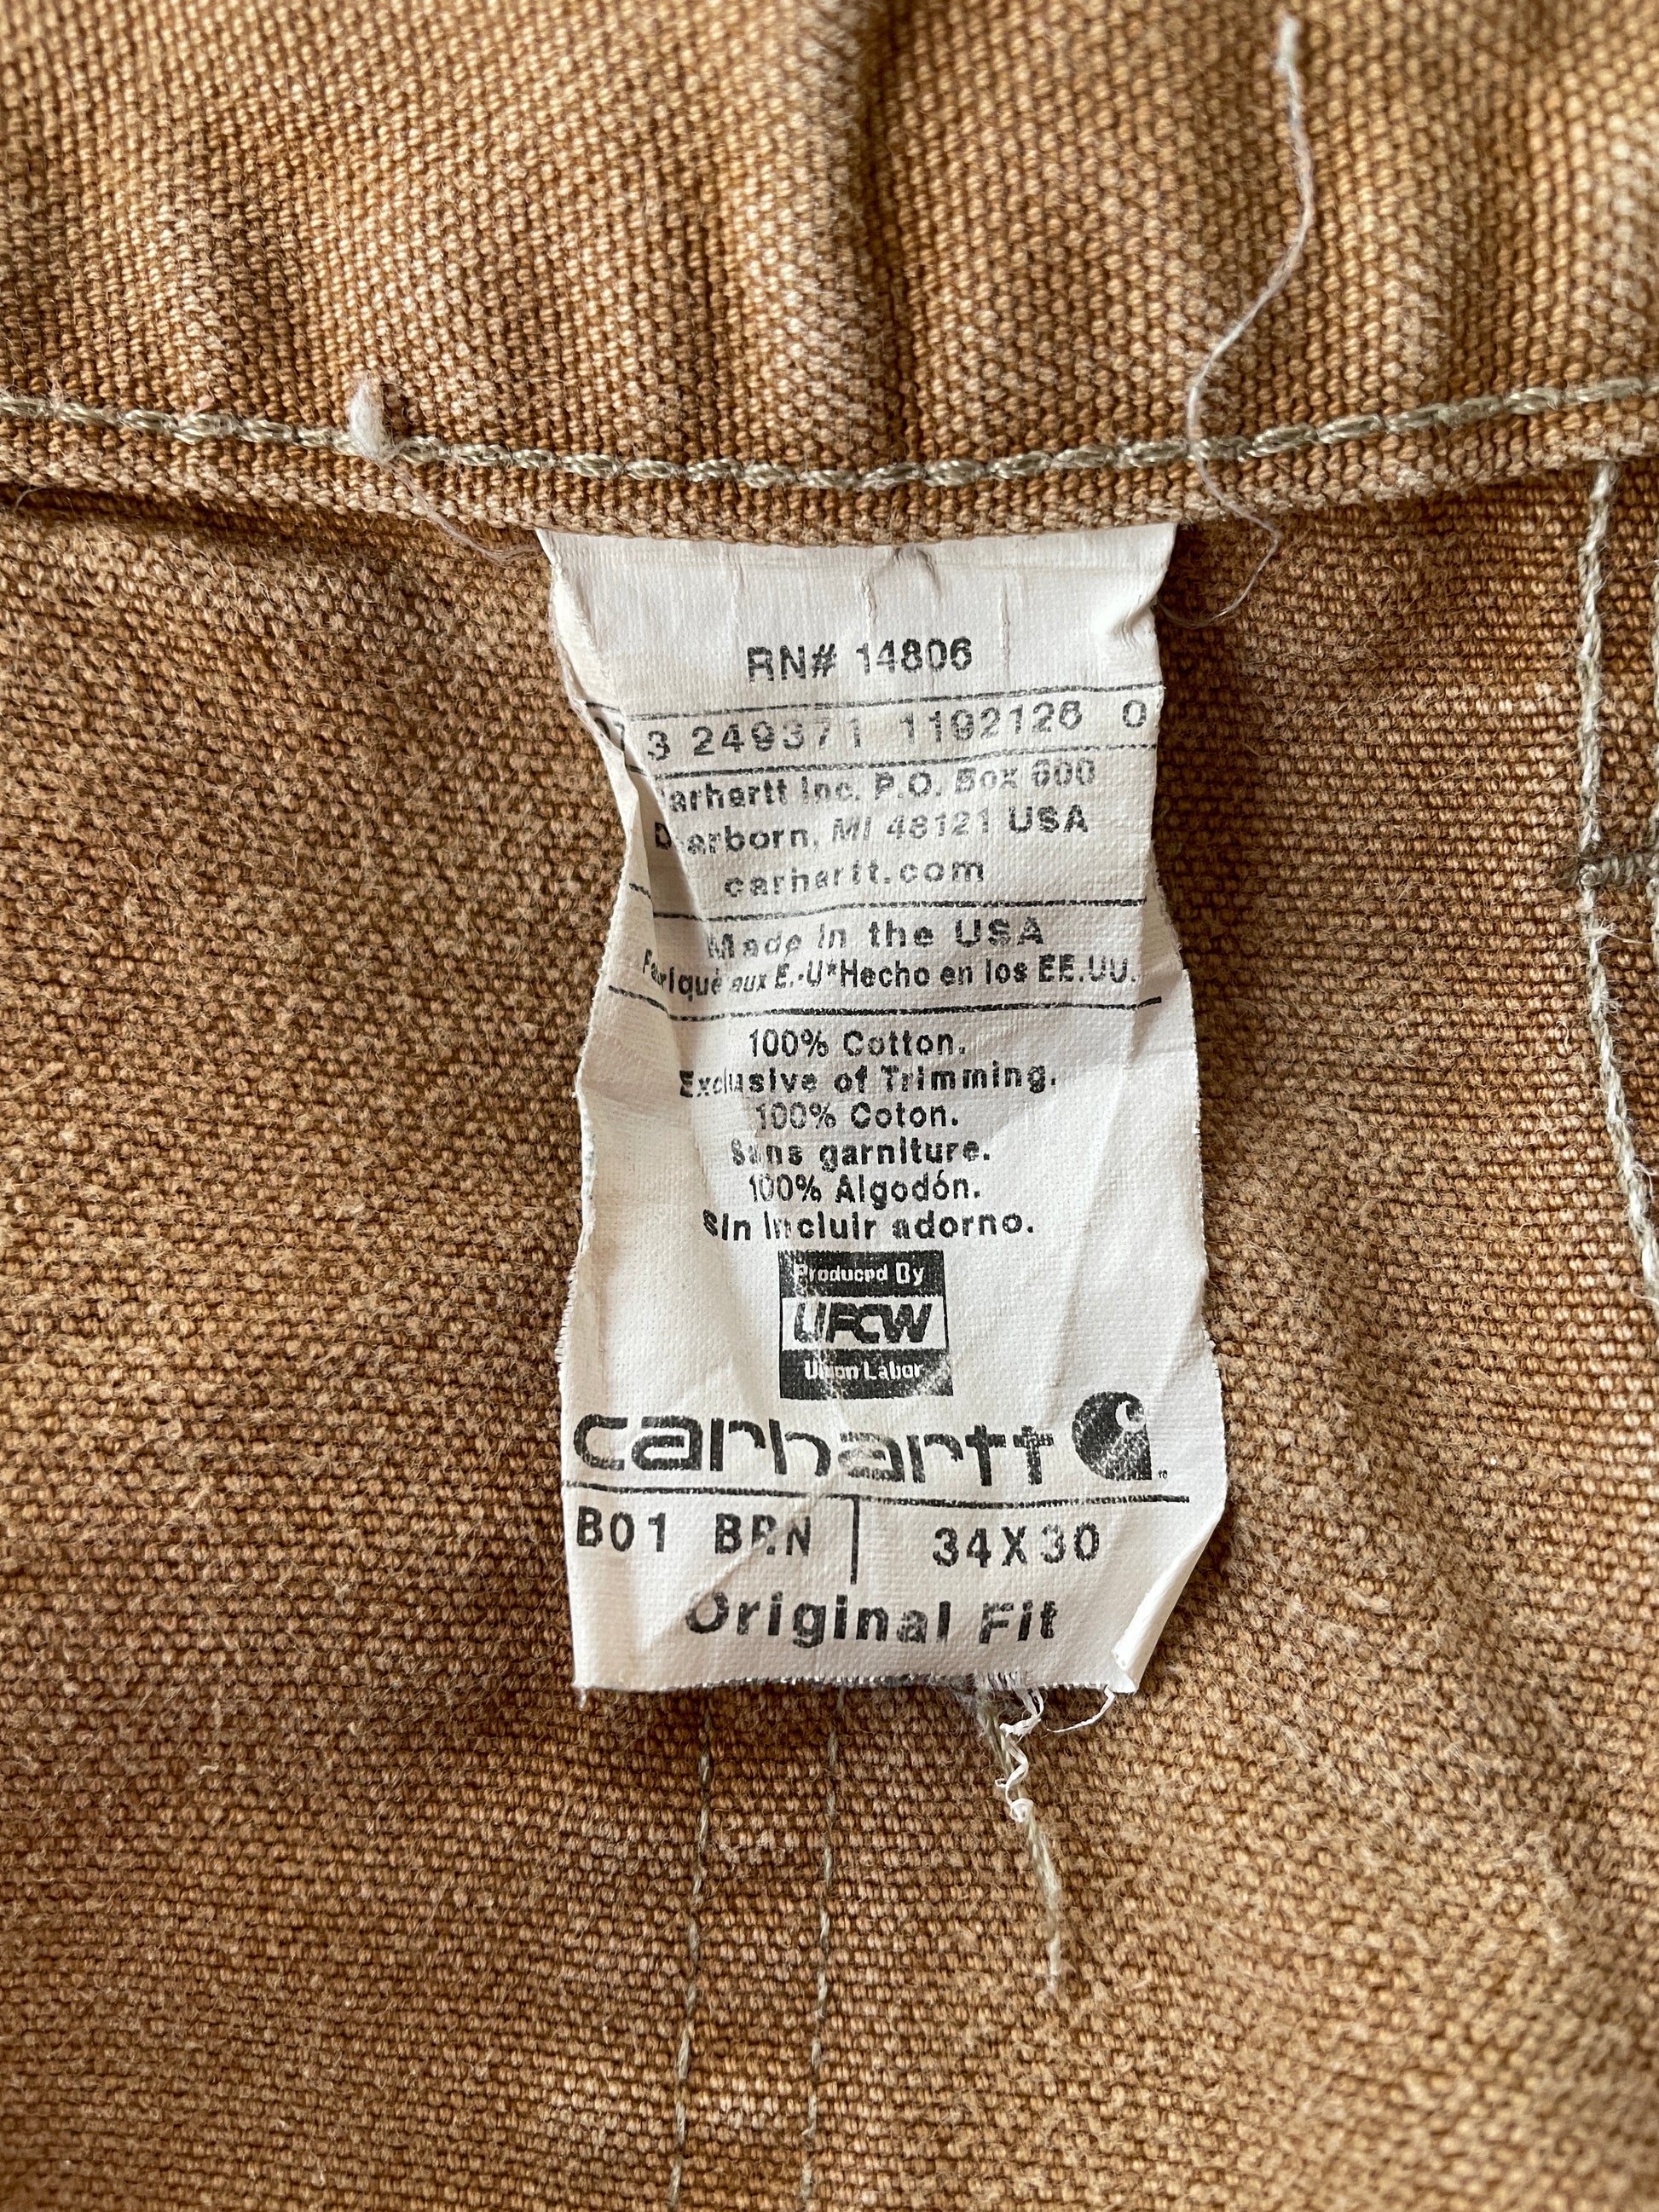 RN# 14806
3 249371 1192126 0
Carhartt Inc. P.O. Box 600
Dearborn, MI 48121 USA
carhartt.com
Made in the USA
Fabriqué aux E.-U*Hecho en los EE.UU.
100% Cotton.
Exclusive of Trimming.
100% Coton.
Sans garniture.
100% Algodón.
Sin incluir adorno.
Produced By
UFCW
Union Labor
carhartt
B01 BRN 34X30
Original Fit